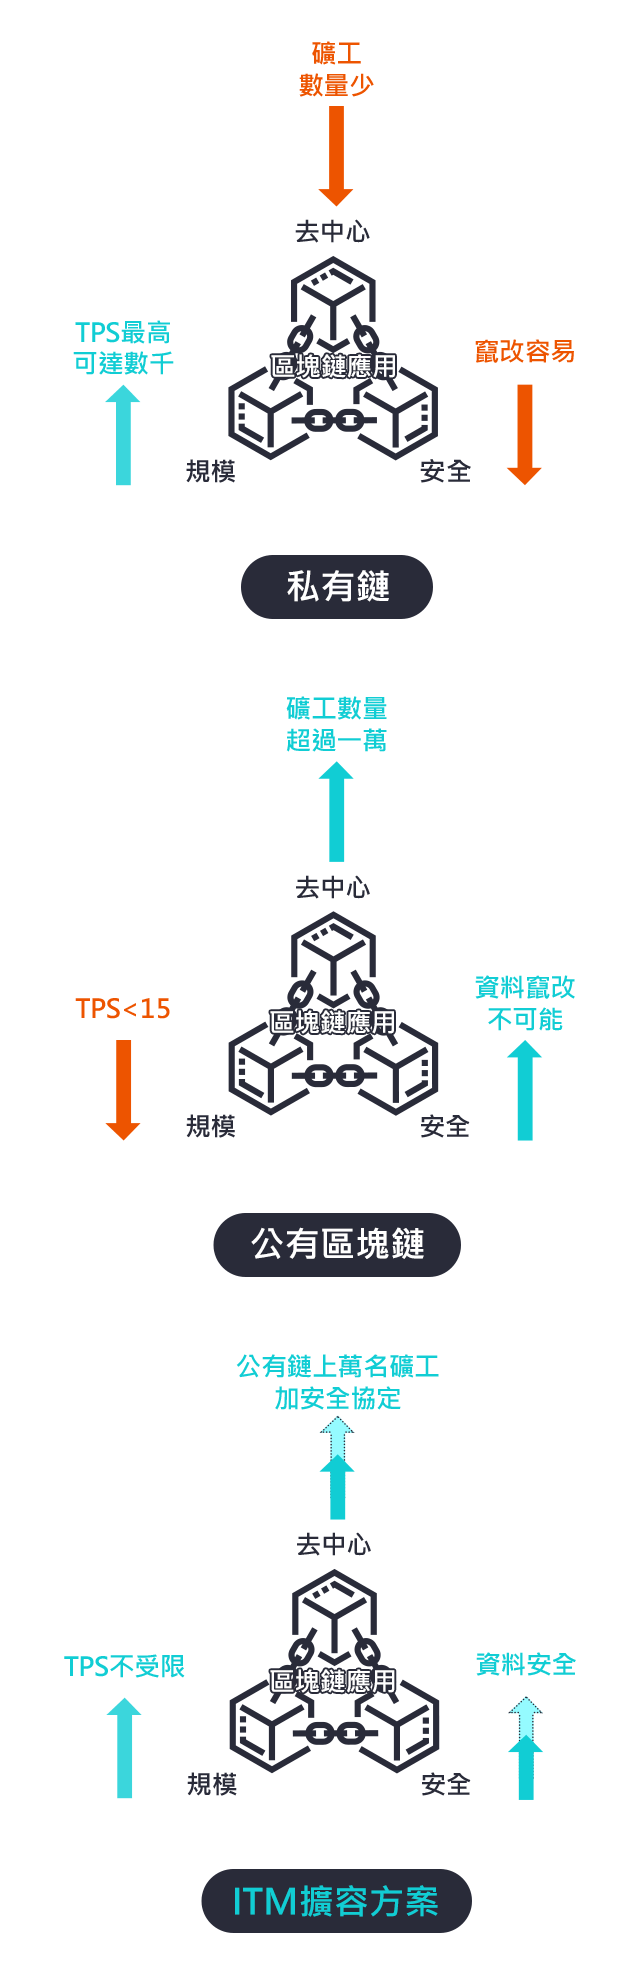 礦工
數量少
去中心
TPS最高
可達數千
竄改容易
區塊鏈應用
規模
安全
私有鏈
礦工數量
超過一萬
去中心
TPS<15
資料竄改
不可能
區塊鏈應用
規模
安全
公有區塊鏈
公有鏈上萬名礦工
加安全協定
去中心
TPS不受限
資料安全
區塊鏈應用
規模
安全
ITM擴容方案